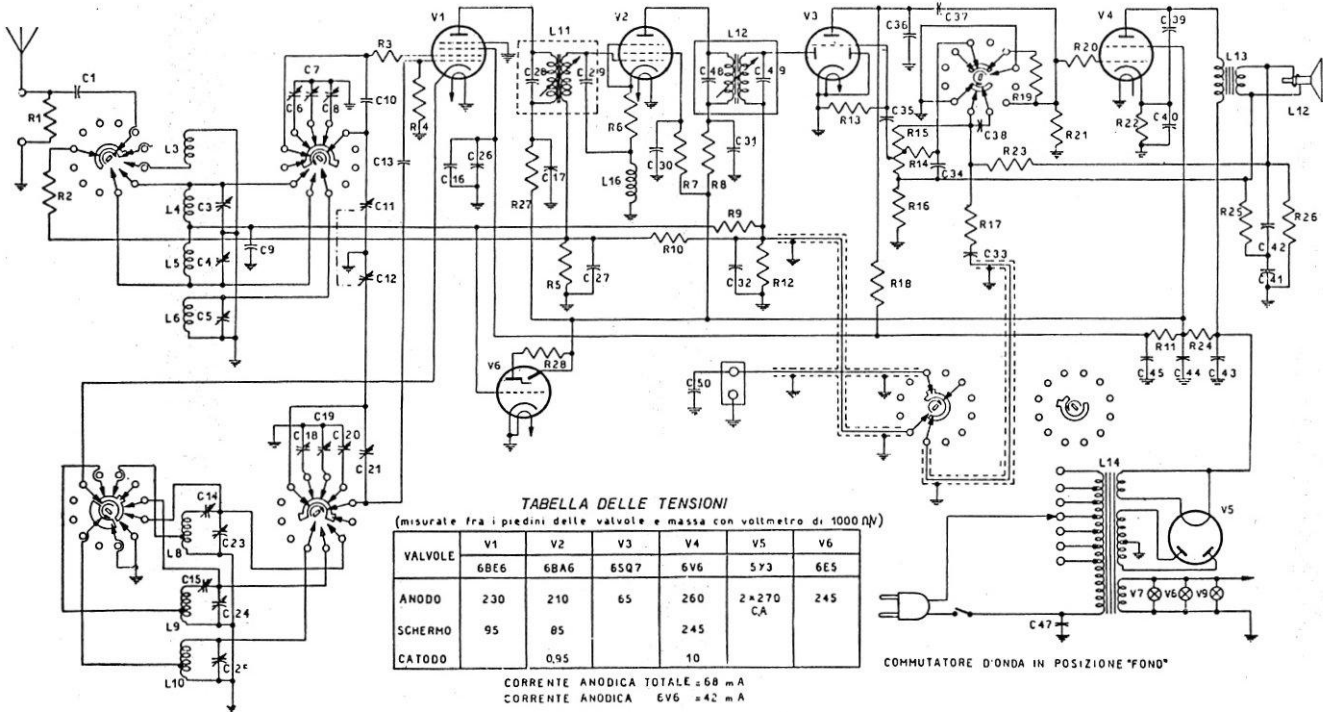 V1
V2
V3
V4
C36
C37
C39
L11
L12
L13
R3
R20
C1
C7
C6
C8
C10
C28
C29
C48
C49
R19
L12
R1
R4
R6
R13
C35
C38
R21
R22
C40
L3
C13
R15
R14
C34
R23
R2
C16
C26
C17
C30
C31
L4
C3
C11
R27
L16
R7
R8
R16
R17
R25
R26
C42
C9
R9
R10
L5
C4
C12
R5
C27
C32
R12
C33
C41
R18
L6
C5
R11
R24
C45
C44
C43
V6
R28
C50
C19
C18
C20
C21
L14
C14
V5
L8
C23
C15
C24
L9
C25
L10
V7
V6
V9
C47
TABELLA DELLE TENSIONI
(misurate fra i piedini delle valvole e massa con voltmetro di 1000 Ω/V)
VALVOLE V1 V2 V3 V4 V5 V6
6BE6 6BA6 6SQ7 6V6 5Y3 6E5
ANODO 230 210 65 260 2x270 C.A. 245
SCHERMO 95 85 245
CATODO 0,95 10
CORRENTE ANODICA TOTALE = 68 mA
CORRENTE ANODICA 6V6 = 42 mA
COMMUTATORE D'ONDA IN POSIZIONE "FONO"